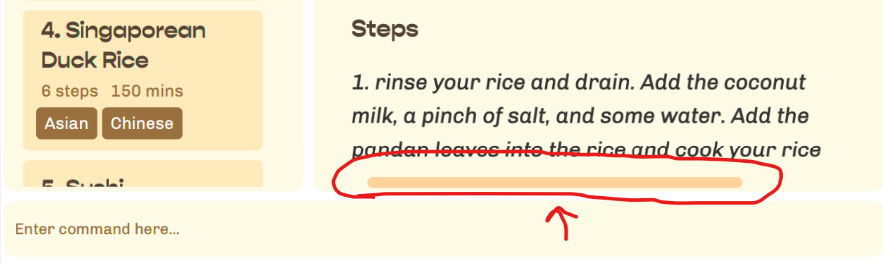 4. Singaporean
Duck Rice
6 steps 150 mins
Asian Chinese
5. Sushi
Steps
1. rinse your rice and drain. Add the coconut
milk, a pinch of salt, and some water. Add the
pandan leaves into the rice and cook your rice
Enter command here...